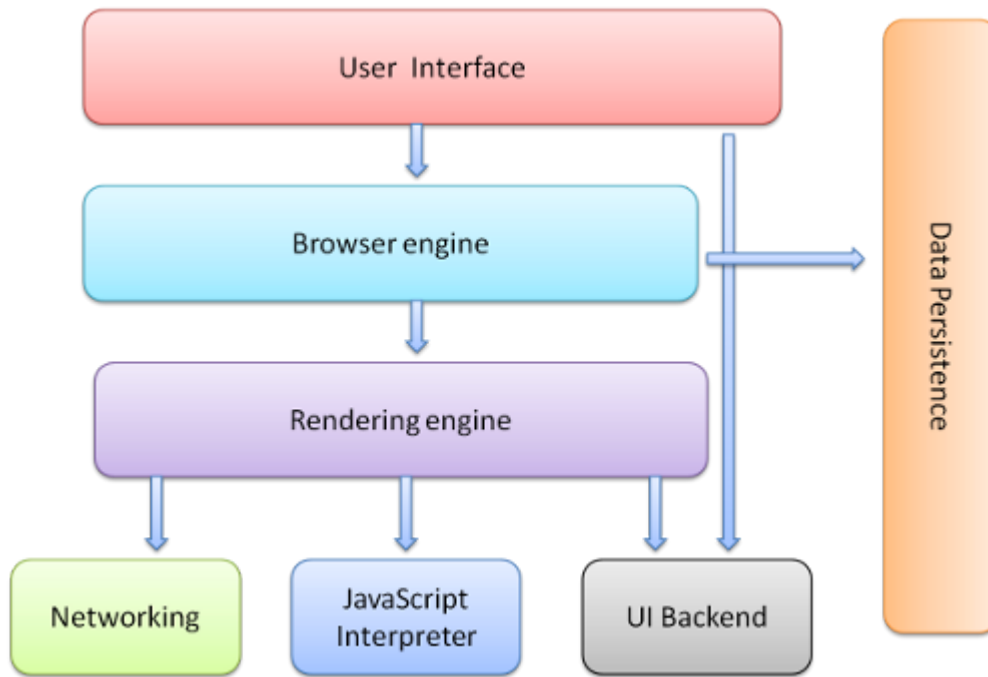 User Interface
Browser engine
Data Persistence
Rendering engine
Networking
JavaScript
Interpreter
UI Backend